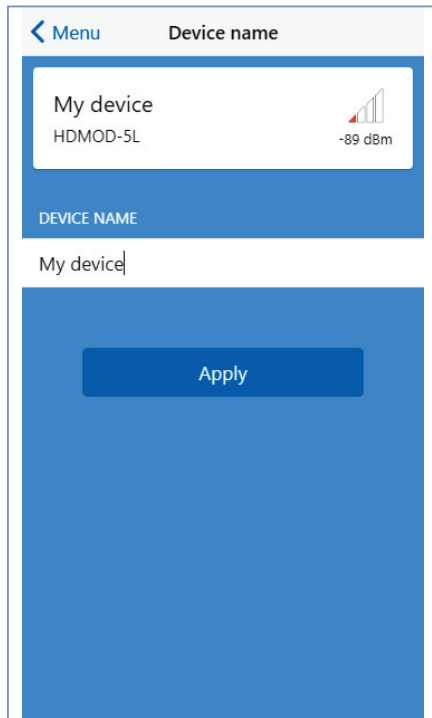 Menu Device name
My device
HDMOD-5L
-89 dBm
DEVICE NAME
My device
Apply